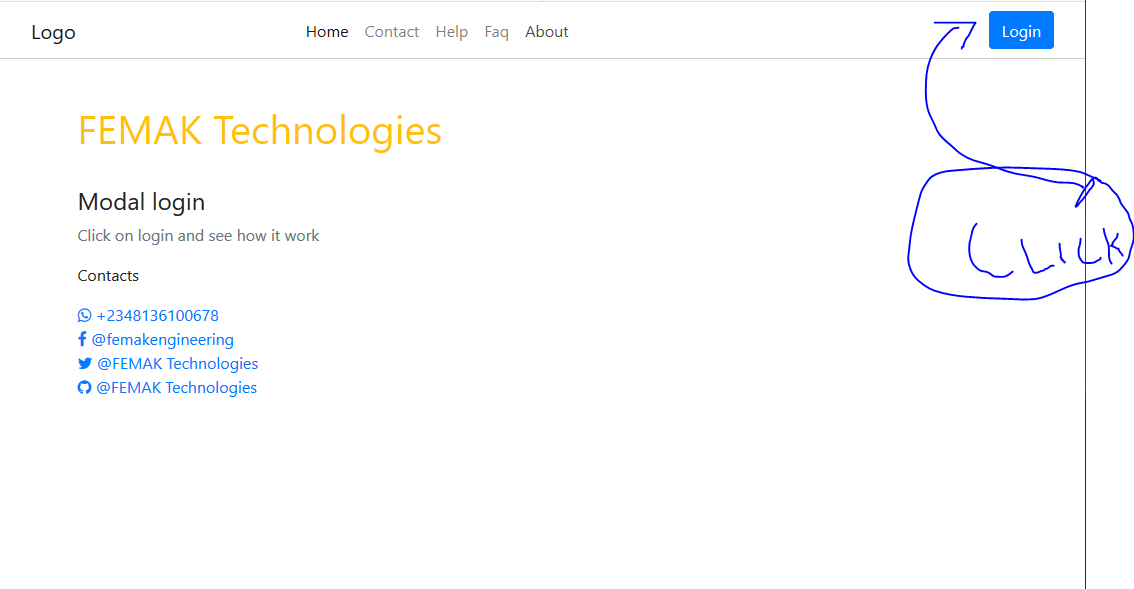 Logo Home Contact Help Faq About Login
FEMAK Technologies
Modal login
Click on login and see how it work
CLICK
Contacts
+2348136100678
@femakengineering
@FEMAK Technologies
@FEMAK Technologies